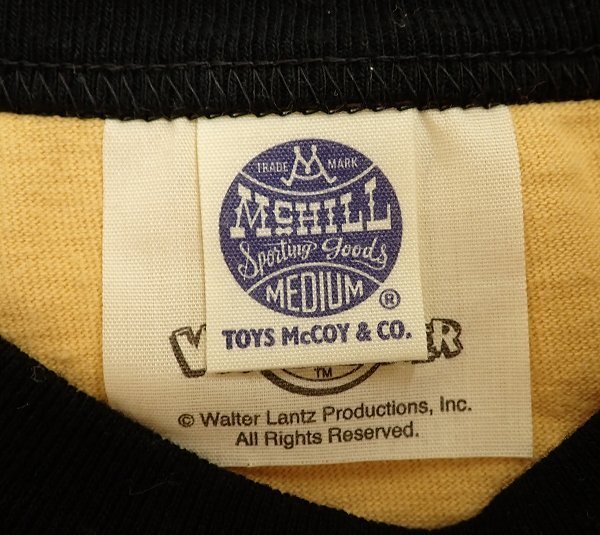 TRADE MARK
McHILL
Sporting Goods
MEDIUM ®
TOYS McCOY & CO.
TM
© Walter Lantz Productions, Inc.
All Rights Reserved.